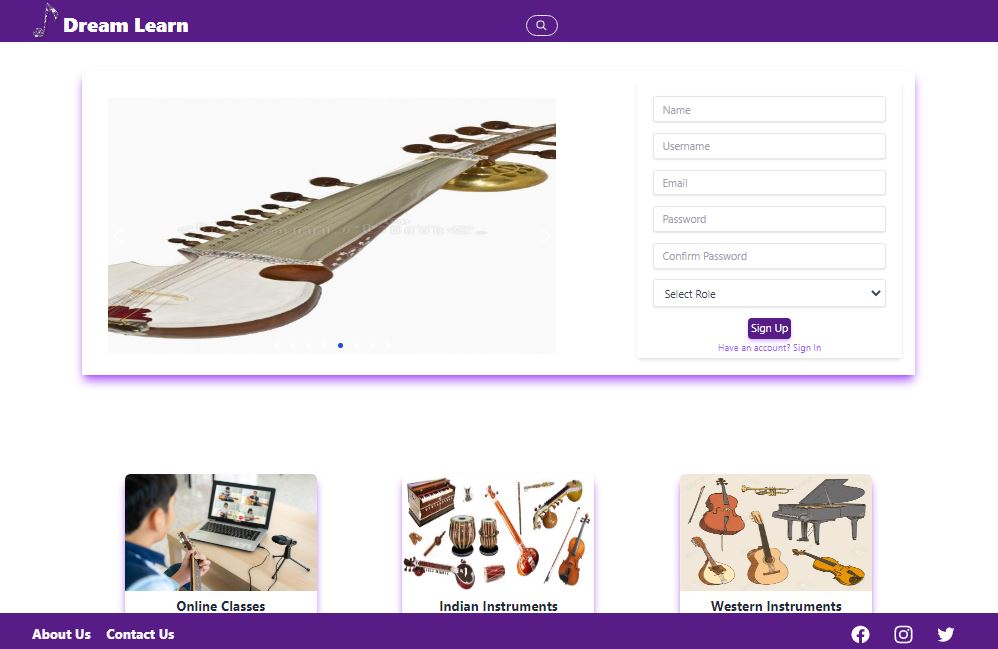 Dream Learn
Name
Username
Email
Password
Confirm Password
Select Role
Sign Up
Have an account? Sign In
Online Classes
Indian Instruments
Western Instruments
About Us
Contact Us